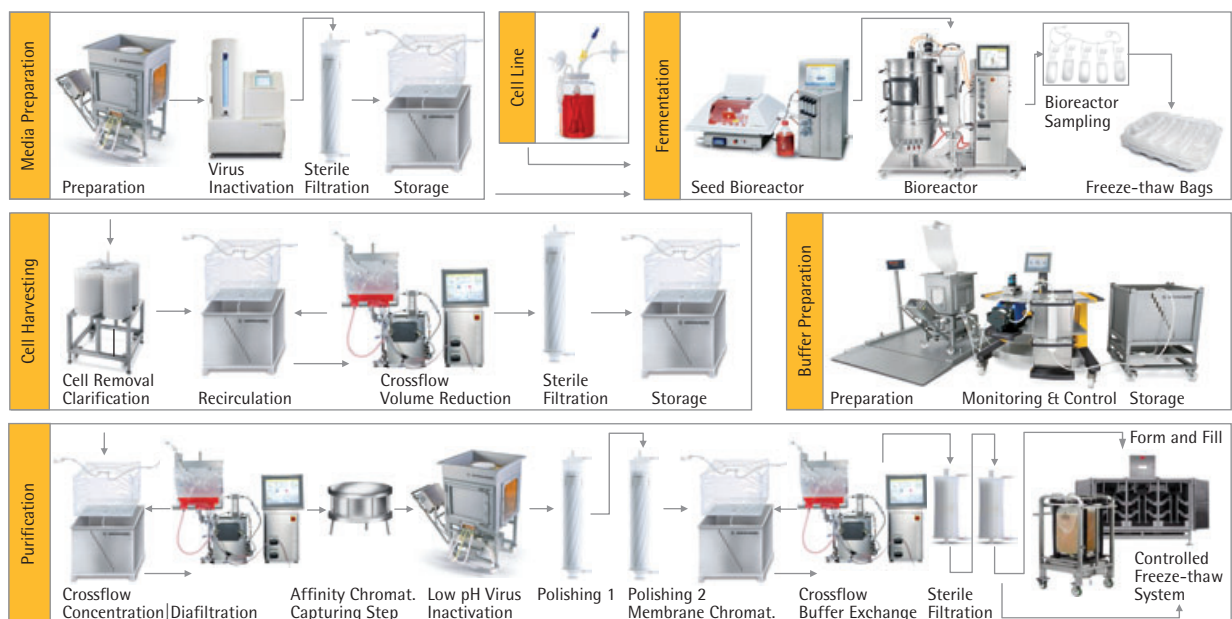 Media Preparation
Preparation
Virus
Inactivation
Sterile
Filtration
Storage
Cell Line
Fermentation
Seed Bioreactor
Bioreactor
Bioreactor
Sampling
Freeze-thaw Bags
Cell Harvesting
Cell Removal
Clarification
Recirculation
Crossflow
Volume Reduction
Sterile
Filtration
Storage
Buffer Preparation
Preparation
Monitoring & Control
Storage
Purification
Crossflow
Concentration|Diafiltration
Affinity Chromat.
Capturing Step
Low pH Virus
Inactivation
Polishing 1
Polishing 2
Membrane Chromat.
Crossflow
Buffer Exchange
Sterile
Filtration
Form and Fill
Controlled
Freeze-thaw
System